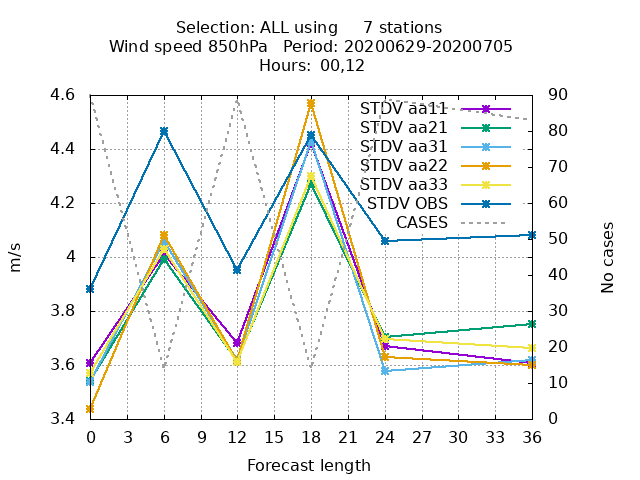 Selection: ALL using     7 stations
Wind speed 850hPa   Period: 20200629-20200705
Hours:  00,12
4.6
4.4
4.2
4
3.8
3.6
3.4
m/s
90
80
70
60
50
40
30
20
10
0
No cases
STDV aa11
STDV aa21
STDV aa31
STDV aa22
STDV aa33
STDV OBS
CASES
0 3 6 9 12 15 18 21 24 27 30 33 36
Forecast length